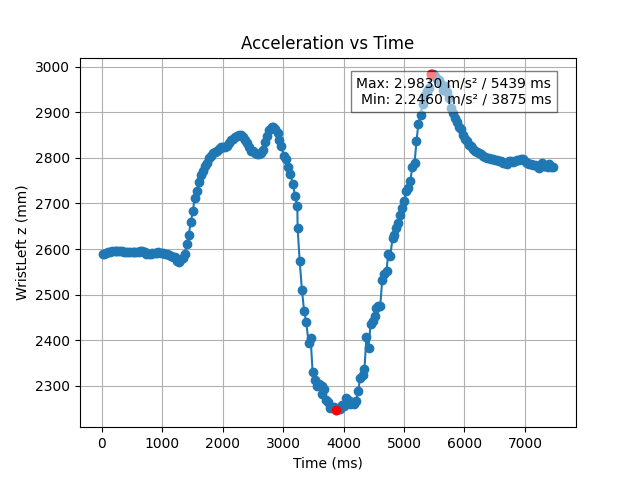 Acceleration vs Time
Max: 2.9830 m/s² / 5439 ms
Min: 2.2460 m/s² / 3875 ms
3000
2900
2800
2700
2600
2500
2400
2300
WristLeft z (mm)
0 1000 2000 3000 4000 5000 6000 7000
Time (ms)